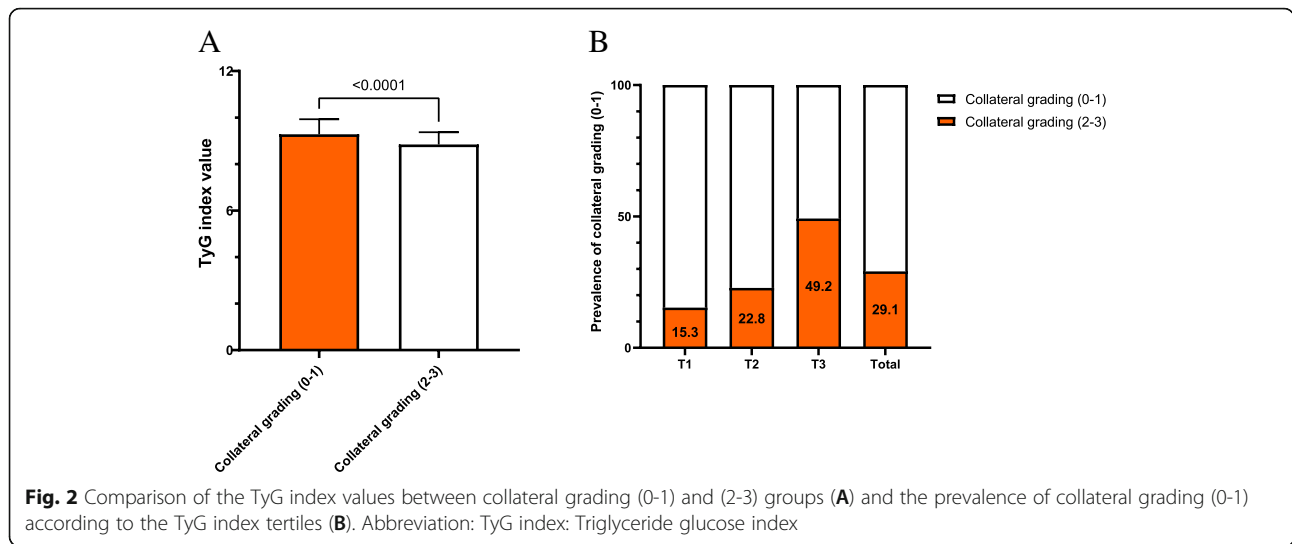 A
TyG index value
12
6
0
<0.0001
Collateral grading (0-1)
Collateral grading (2-3)
B
Prevalence of collateral grading (0-1)
100
50
0
15.3
22.8
49.2
29.1
T1 T2 T3 Total
Collateral grading (0-1)
Collateral grading (2-3)
Fig. 2 Comparison of the TyG index values between collateral grading (0-1) and (2-3) groups (A) and the prevalence of collateral grading (0-1)
according to the TyG index tertiles (B). Abbreviation: TyG index: Triglyceride glucose index